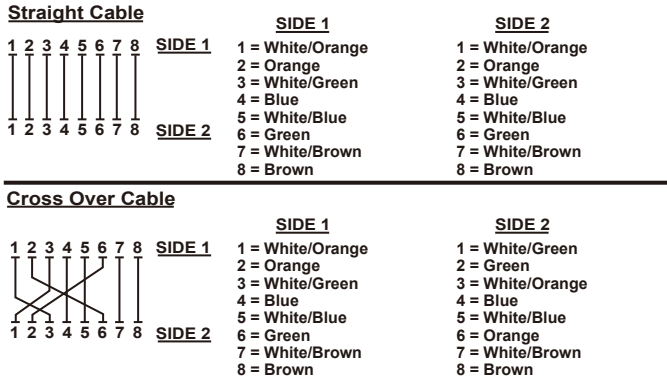 Straight Cable
SIDE 1 SIDE 2
1 2 3 4 5 6 7 8 SIDE 1
1 2 3 4 5 6 7 8 SIDE 2
1 = White/Orange 1 = White/Orange
2 = Orange 2 = Orange
3 = White/Green 3 = White/Green
4 = Blue 4 = Blue
5 = White/Blue 5 = White/Blue
6 = Green 6 = Green
7 = White/Brown 7 = White/Brown
8 = Brown 8 = Brown
Cross Over Cable
SIDE 1 SIDE 2
1 2 3 4 5 6 7 8 SIDE 1
1 2 3 4 5 6 7 8 SIDE 2
1 = White/Orange 1 = White/Green
2 = Orange 2 = Green
3 = White/Green 3 = White/Orange
4 = Blue 4 = Blue
5 = White/Blue 5 = White/Blue
6 = Green 6 = Orange
7 = White/Brown 7 = White/Brown
8 = Brown 8 = Brown